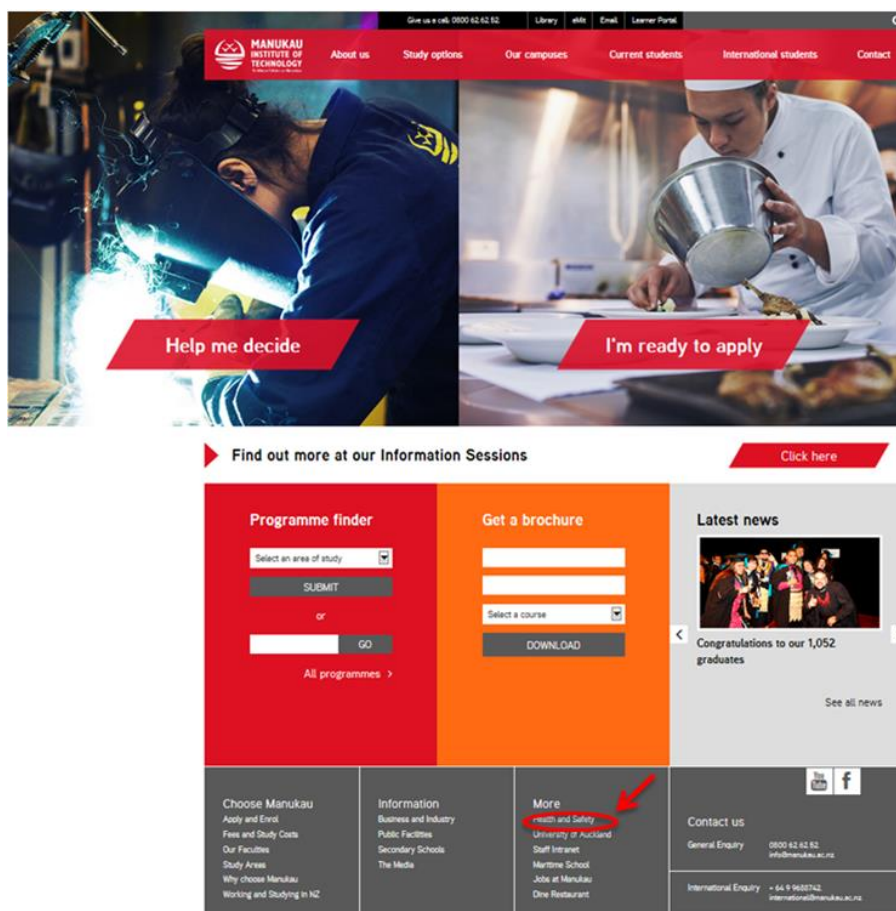 Give us a call: 0800 62.62.52.
Library
eMit
Email
Learner Portal
MANUKAU
INSTITUTE OF
TECHNOLOGY
About us
Study options
Our campuses
Current students
International students
Contact
Help me decide
I'm ready to apply
Find out more at our Information Sessions
Click here
Programme finder
Select an area of study
SUBMIT
or
GO
All programmes >
Get a brochure
Select a course
DOWNLOAD
Latest news
Congratulations to our 1,052
graduates
See all news
Choose Manukau
Apply and Enrol
Fees and Study Costs
Our Faculties
Study Areas
Why choose Manukau
Working and Studying in NZ
Information
Business and Industry
Public Facilities
Secondary Schools
The Media
More
Health and Safety
University of Auckland
Staff Intranet
Maritime School
Jobs at Manukau
Dine Restaurant
You
Tube
f
Contact us
General Enquiry
0800 62.62.52.
info@manukau.ac.nz.
International Enquiry
+ 64 9 9688742.
international@manukau.ac.nz.